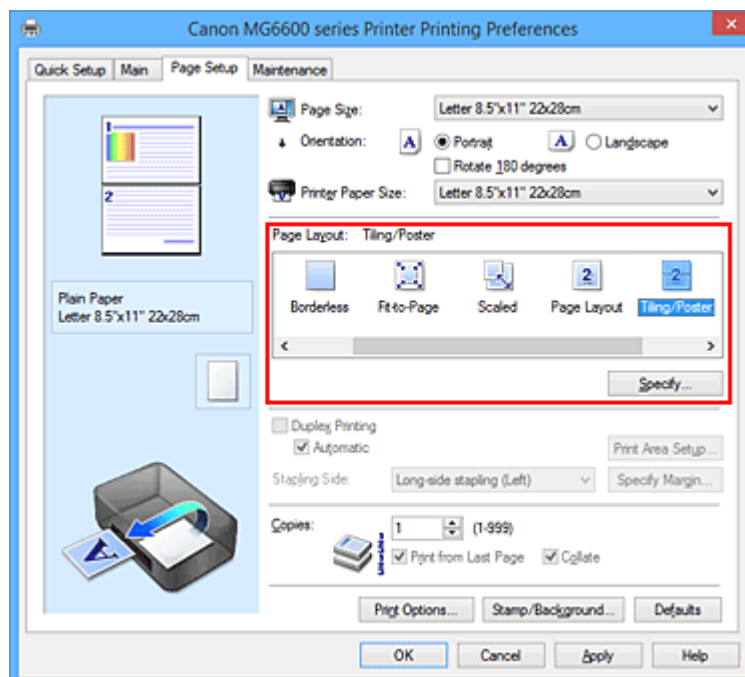 Canon MG6600 series Printer Printing Preferences
Quick Setup Main Page Setup Maintenance
1
2
Plain Paper
Letter 8.5"x11" 22x28cm
A
Page Size: Letter 8.5"x11" 22x28cm
Orientation: A Portrait A Landscape
Rotate 180 degrees
Printer Paper Size: Letter 8.5"x11" 22x28cm
Page Layout: Tiling/Poster
2 2
Borderless Fit-to-Page Scaled Page Layout Tiling/Poster
Specify...
Duplex Printing
Automatic Print Area Setup...
Stapling Side: Long-side stapling (Left) Specify Margin...
Copies: 1 (1-999)
Print from Last Page Collate
Print Options... Stamp/Background... Defaults
OK Cancel Apply Help